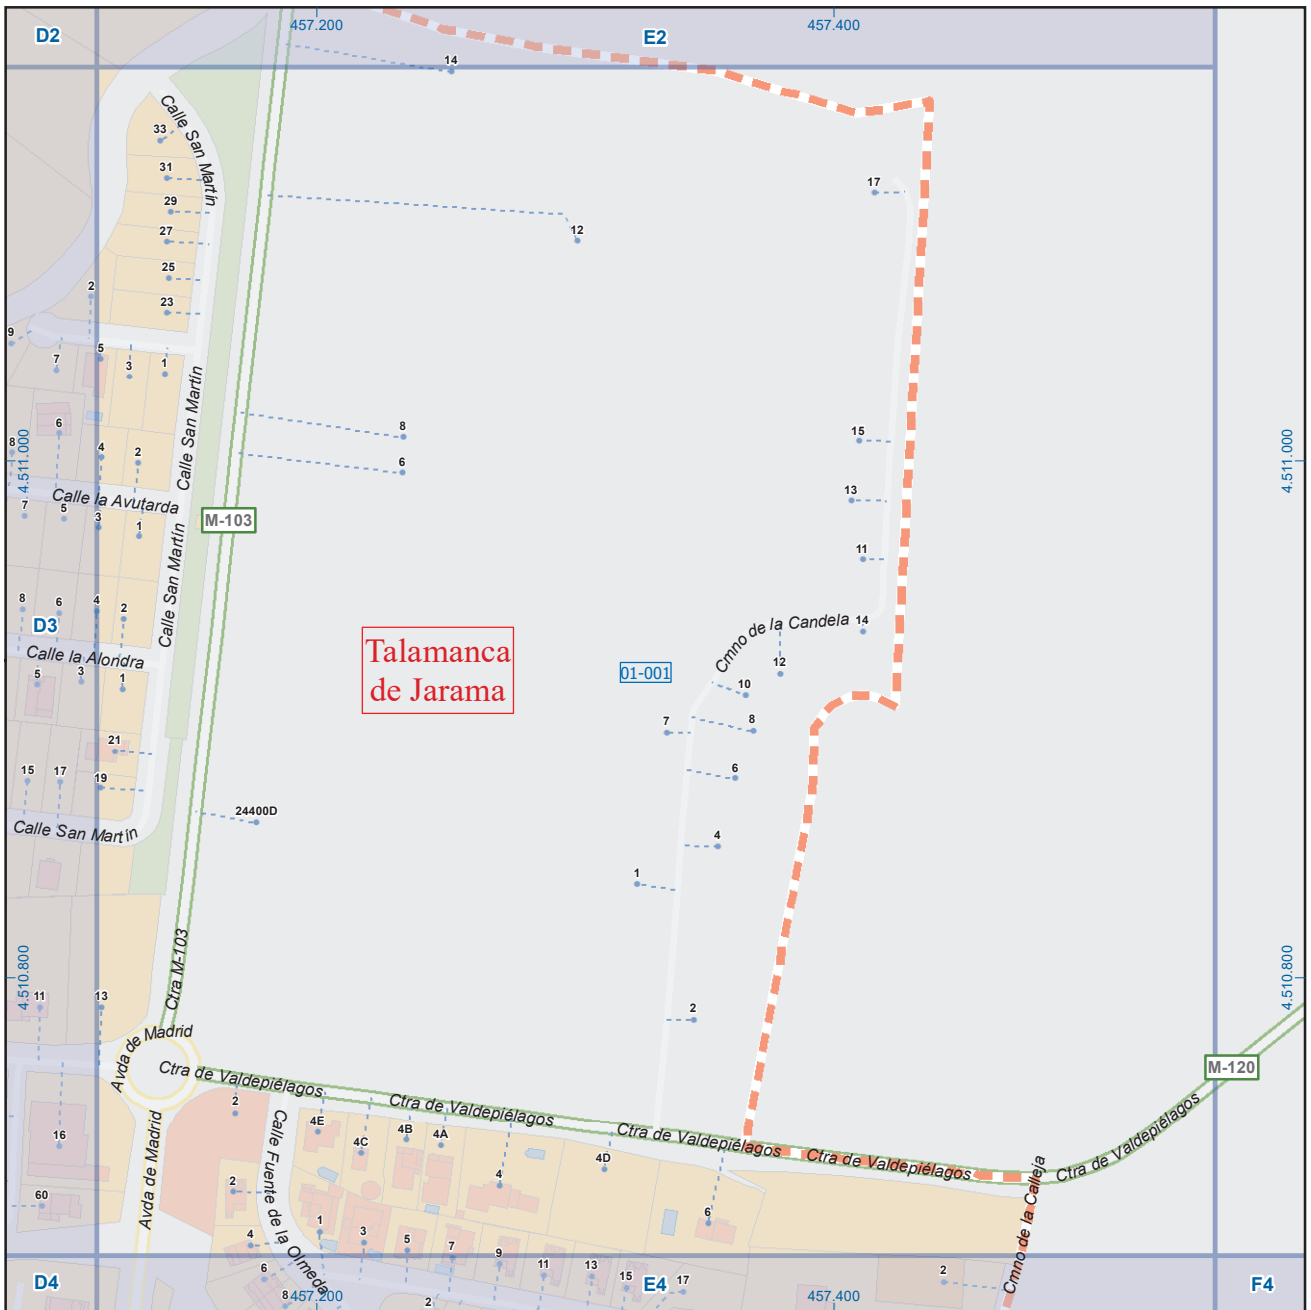 D2
457.200
E2
457.400
14
33
Calle San Martín
31
29
27
25
23
17
12
2
9
7
5
3
1
Calle San Martín
6
8
4
2
8
6
15
4.511.000
4.511.000
Calle la Avutarda
7
5
3
1
M-103
13
11
Calle San Martín
8
6
4
2
D3
Cmno de la Candela
14
Calle la Alondra
5
3
1
Talamanca
de Jarama
01-001
12
10
7
8
21
15
17
19
6
24400D
Calle San Martín
4
1
Ctra M-103
4.510.800
4.510.800
11
13
2
Avda de Madrid
Ctra de Valdepiélagos
M-120
2
Ctra de Valdepiélagos
Ctra de Valdepiélagos
Ctra de Valdepiélagos
Ctra de Valdepiélagos
4E
4C
4B
4A
4D
16
Avda de Madrid
Calle Fuente de la Olmeda
2
4
60
6
1
3
5
7
9
11
13
15
17
4
6
8
2
2
Cmno de la Calleja
D4
457.200
E4
457.400
F4